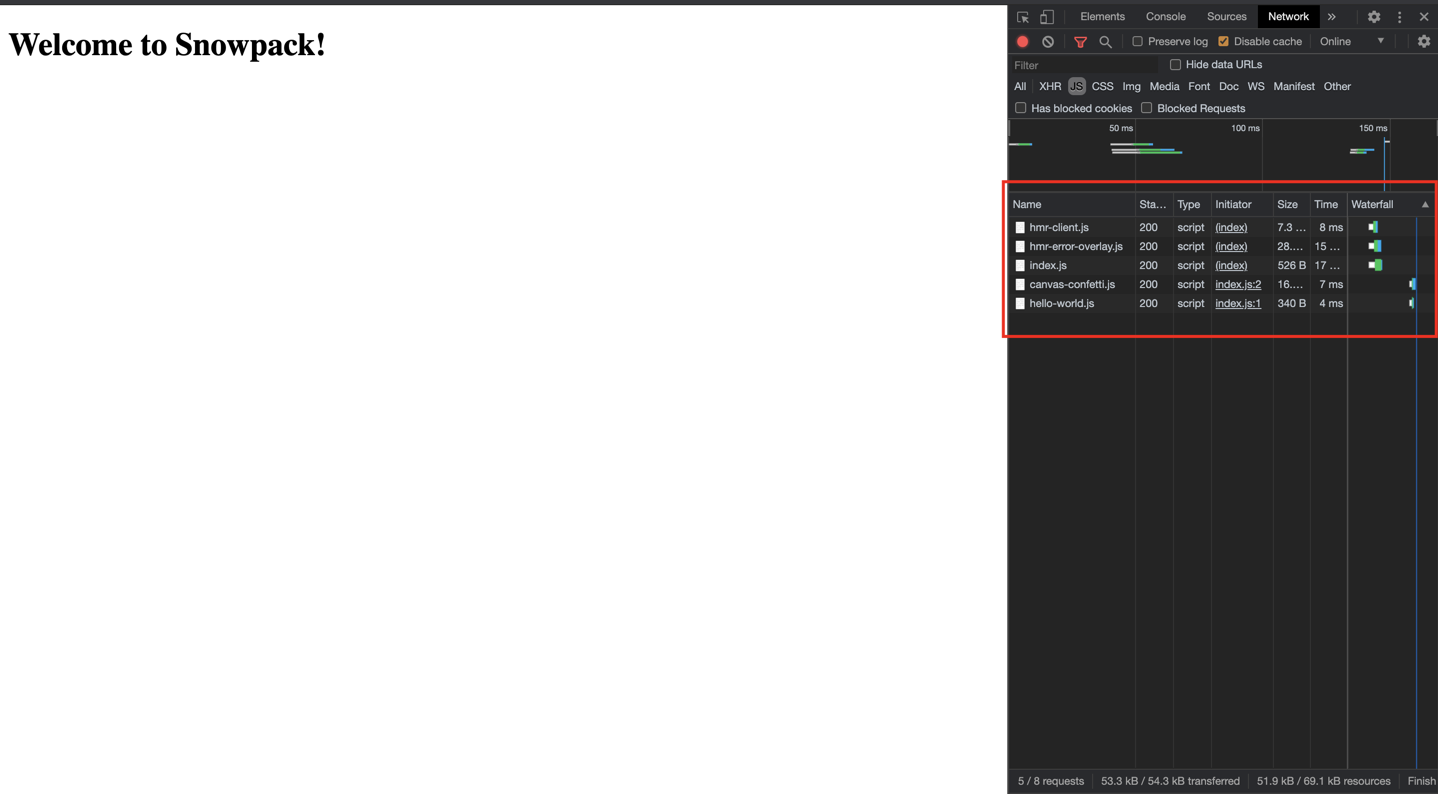 Welcome to Snowpack!
Elements Console Sources Network »
Preserve log Disable cache Online
Filter Hide data URLs
All XHR JS CSS Img Media Font Doc WS Manifest Other
Has blocked cookies Blocked Requests
50 ms 100 ms 150 ms
Name Sta... Type Initiator Size Time Waterfall
hmr-client.js 200 script (index) 7.3 ... 8 ms
hmr-error-overlay.js 200 script (index) 28.... 15 ...
index.js 200 script (index) 526 B 17 ...
canvas-confetti.js 200 script index.js:2 16.... 7 ms
hello-world.js 200 script index.js:1 340 B 4 ms
5 / 8 requests 53.3 kB / 54.3 kB transferred 51.9 kB / 69.1 kB resources Finish